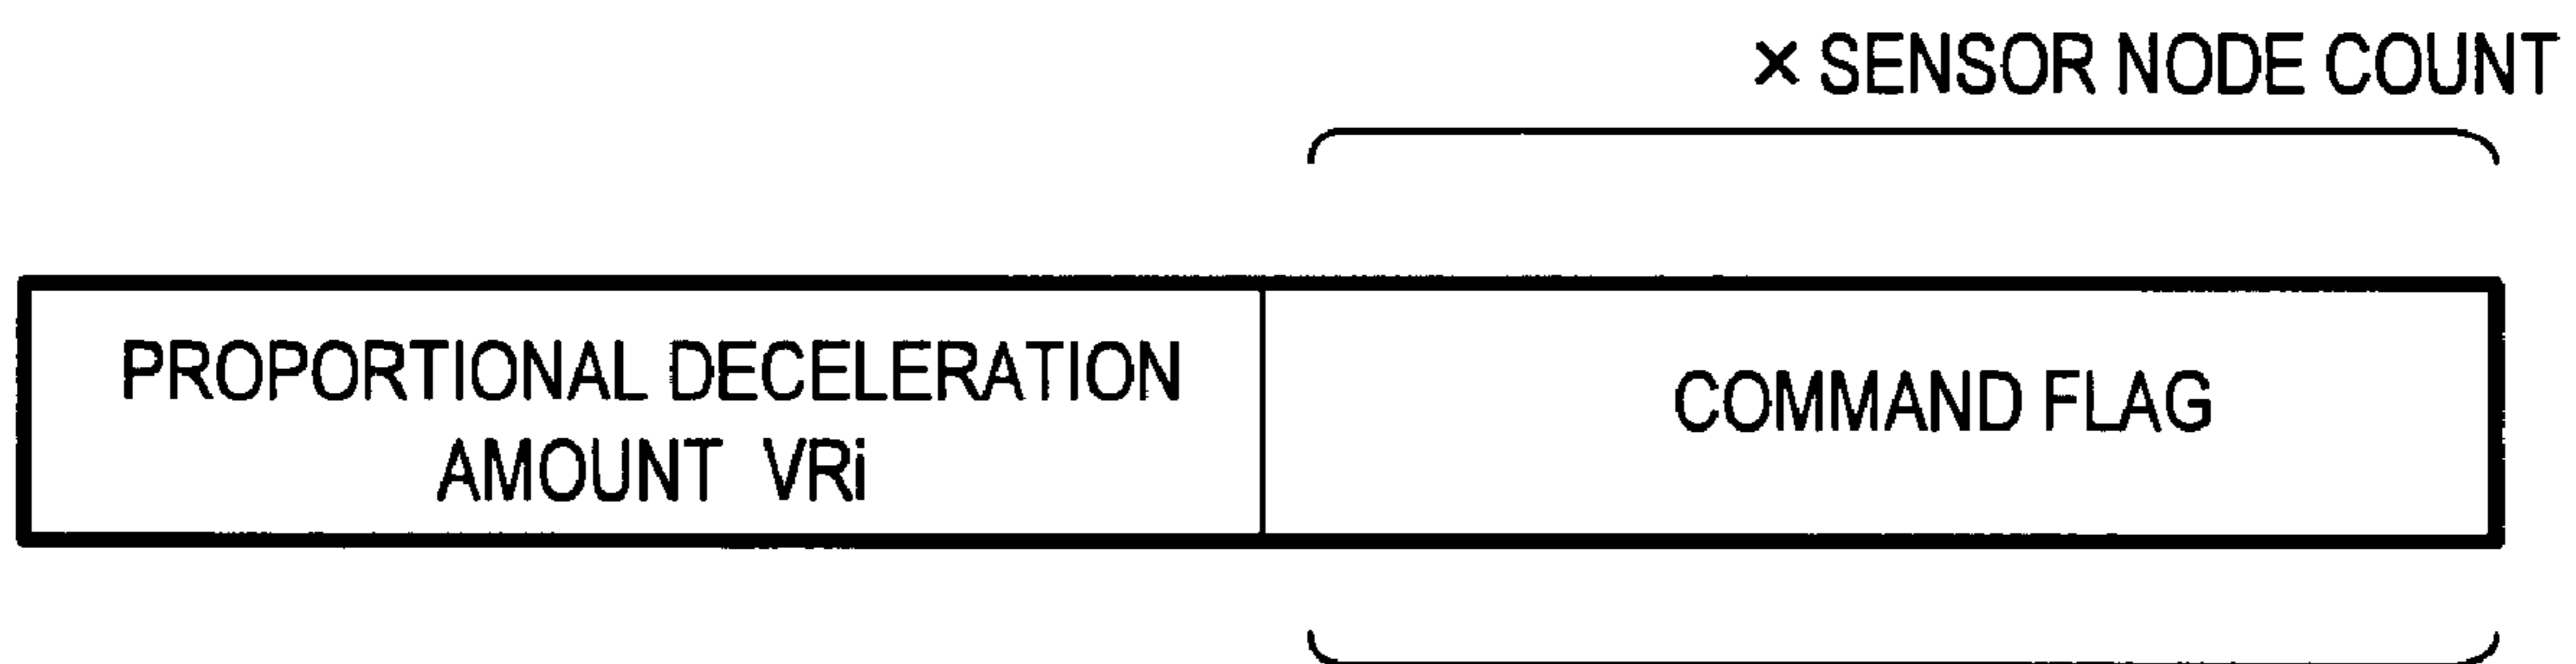 × SENSOR NODE COUNT
PROPORTIONAL DECELERATION
AMOUNT VRi
COMMAND FLAG